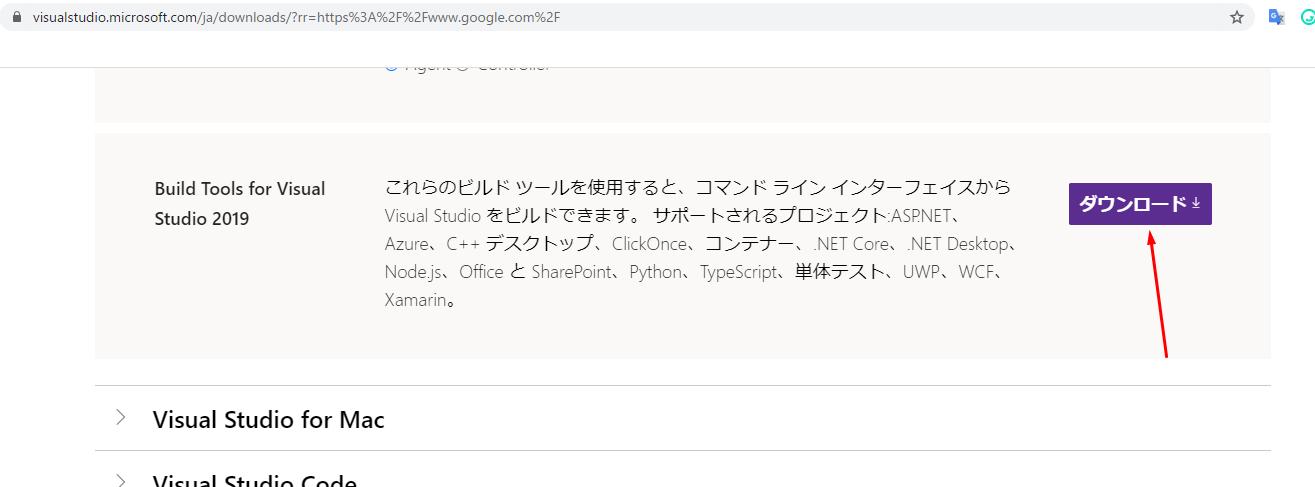 visualstudio.microsoft.com/ja/downloads/?rr=https%3A%2F%2Fwww.google.com%2F
Agent Controller
Build Tools for Visual
Studio 2019
これらのビルド ツールを使用すると、コマンド ライン インターフェイスから
Visual Studio をビルドできます。 サポートされるプロジェクト:ASP.NET、
Azure、C++ デスクトップ、ClickOnce、コンテナー、.NET Core、.NET Desktop、
Node.js、Office と SharePoint、Python、TypeScript、単体テスト、UWP、WCF、
Xamarin。
ダウンロード
Visual Studio for Mac
Visual Studio Code